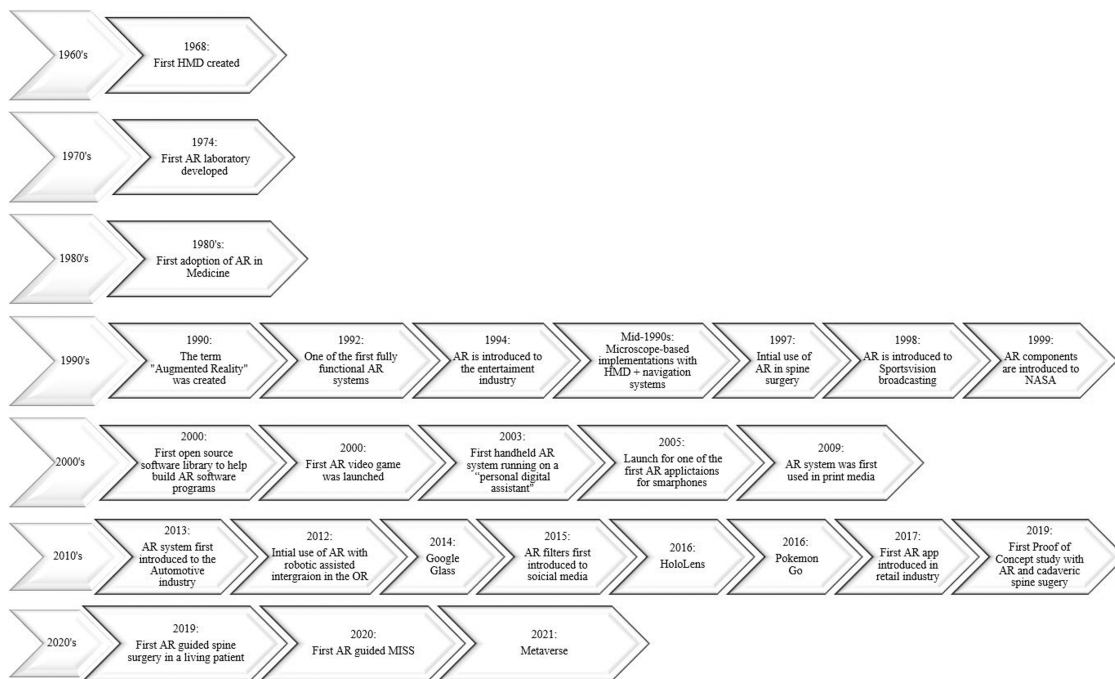 1960's
1968:
First HMD created
1970's
1974:
First AR laboratory
developed
1980's
1980's:
First adoption of AR in
Medicine
1990's
1990:
The term
"Augmented Reality"
was created
1992:
One of the first fully
functional AR
systems
1994:
AR is introduced to
the entertaiment
industry
Mid-1990s:
Microscope-based
implementations with
HMD + navigation
systems
1997:
Intial use of
AR in spine
surgery
1998:
AR is introduced to
Sportsvision
broadcasting
1999:
AR components
are introduced to
NASA
2000's
2000:
First open source
software library to help
build AR software
programs
2000:
First AR video game
was launched
2003:
First handheld AR
system running on a
“personal digital
assistant"
2005:
Launch for one of the
first AR applictaions
for smarphones
2009:
AR system was first
used in print media
2010's
2013:
AR system first
introduced to the
Automotive
industry
2012:
Intial use of AR with
robotic assisted
intergraion in the OR
2014:
Google
Glass
2015:
AR filters first
introduced to
soicial media
2016:
HoloLens
2016:
Pokemon
Go
2017:
First AR app
introduced in
retail industry
2019:
First Proof of
Concept study with
AR and cadaveric
spine sugery
2020's
2019:
First AR guided spine
surgery in a living patient
2020:
First AR guided MISS
2021:
Metaverse